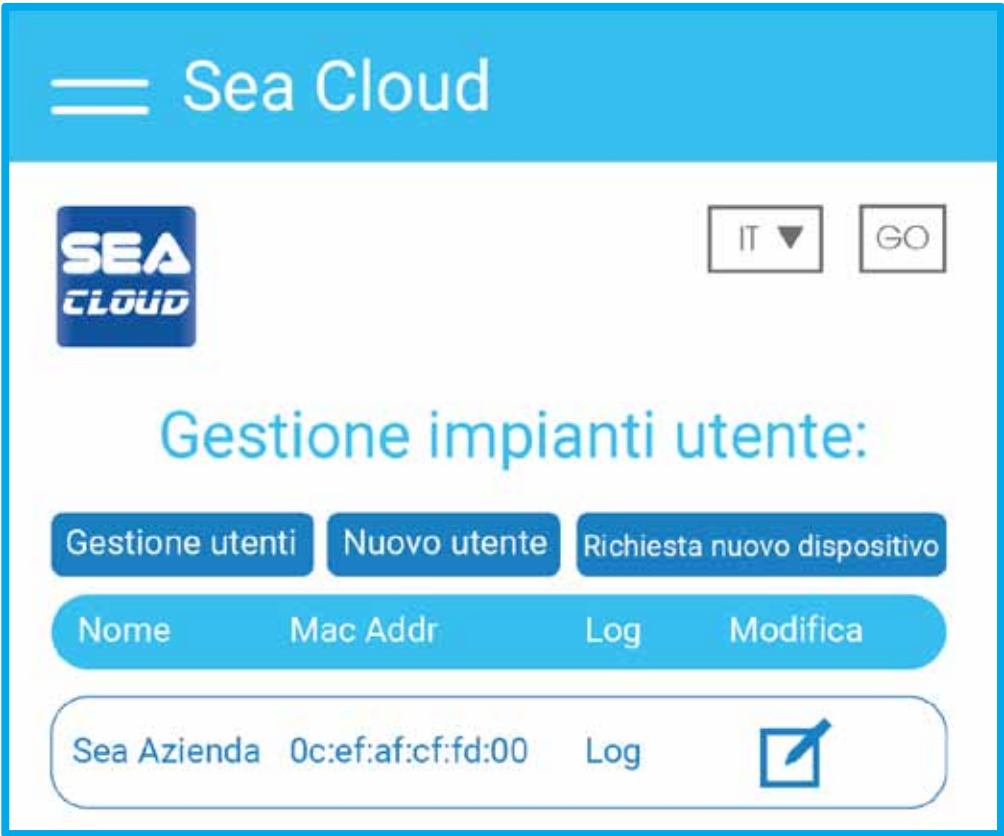 Sea Cloud
SEA
CLOUD
IT ▼ GO
Gestione impianti utente:
Gestione utenti Nuovo utente Richiesta nuovo dispositivo
Nome Mac Addr Log Modifica
Sea Azienda 0c:ef:af:cf:fd:00 Log